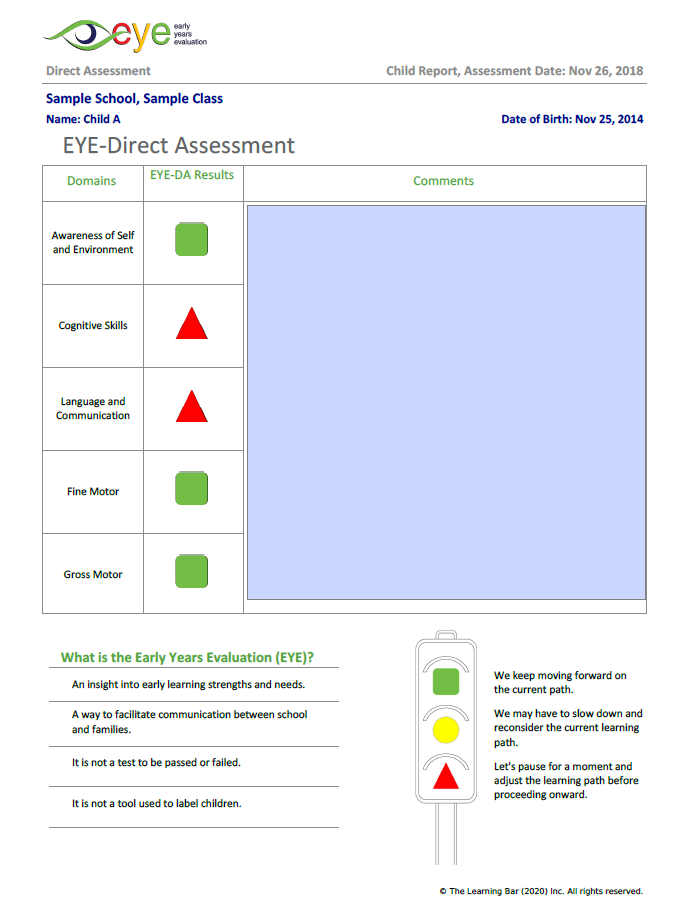 eye early
years
evaluation
Direct Assessment Child Report, Assessment Date: Nov 26, 2018
Sample School, Sample Class
Name: Child A Date of Birth: Nov 25, 2014
EYE-Direct Assessment
Domains EYE-DA Results Comments
Awareness of Self
and Environment
Cognitive Skills
Language and
Communication
Fine Motor
Gross Motor
What is the Early Years Evaluation (EYE)?
An insight into early learning strengths and needs.
A way to facilitate communication between school
and families.
It is not a test to be passed or failed.
It is not a tool used to label children.
We keep moving forward on
the current path.
We may have to slow down and
reconsider the current learning
path.
Let's pause for a moment and
adjust the learning path before
proceeding onward.
© The Learning Bar (2020) Inc. All rights reserved.